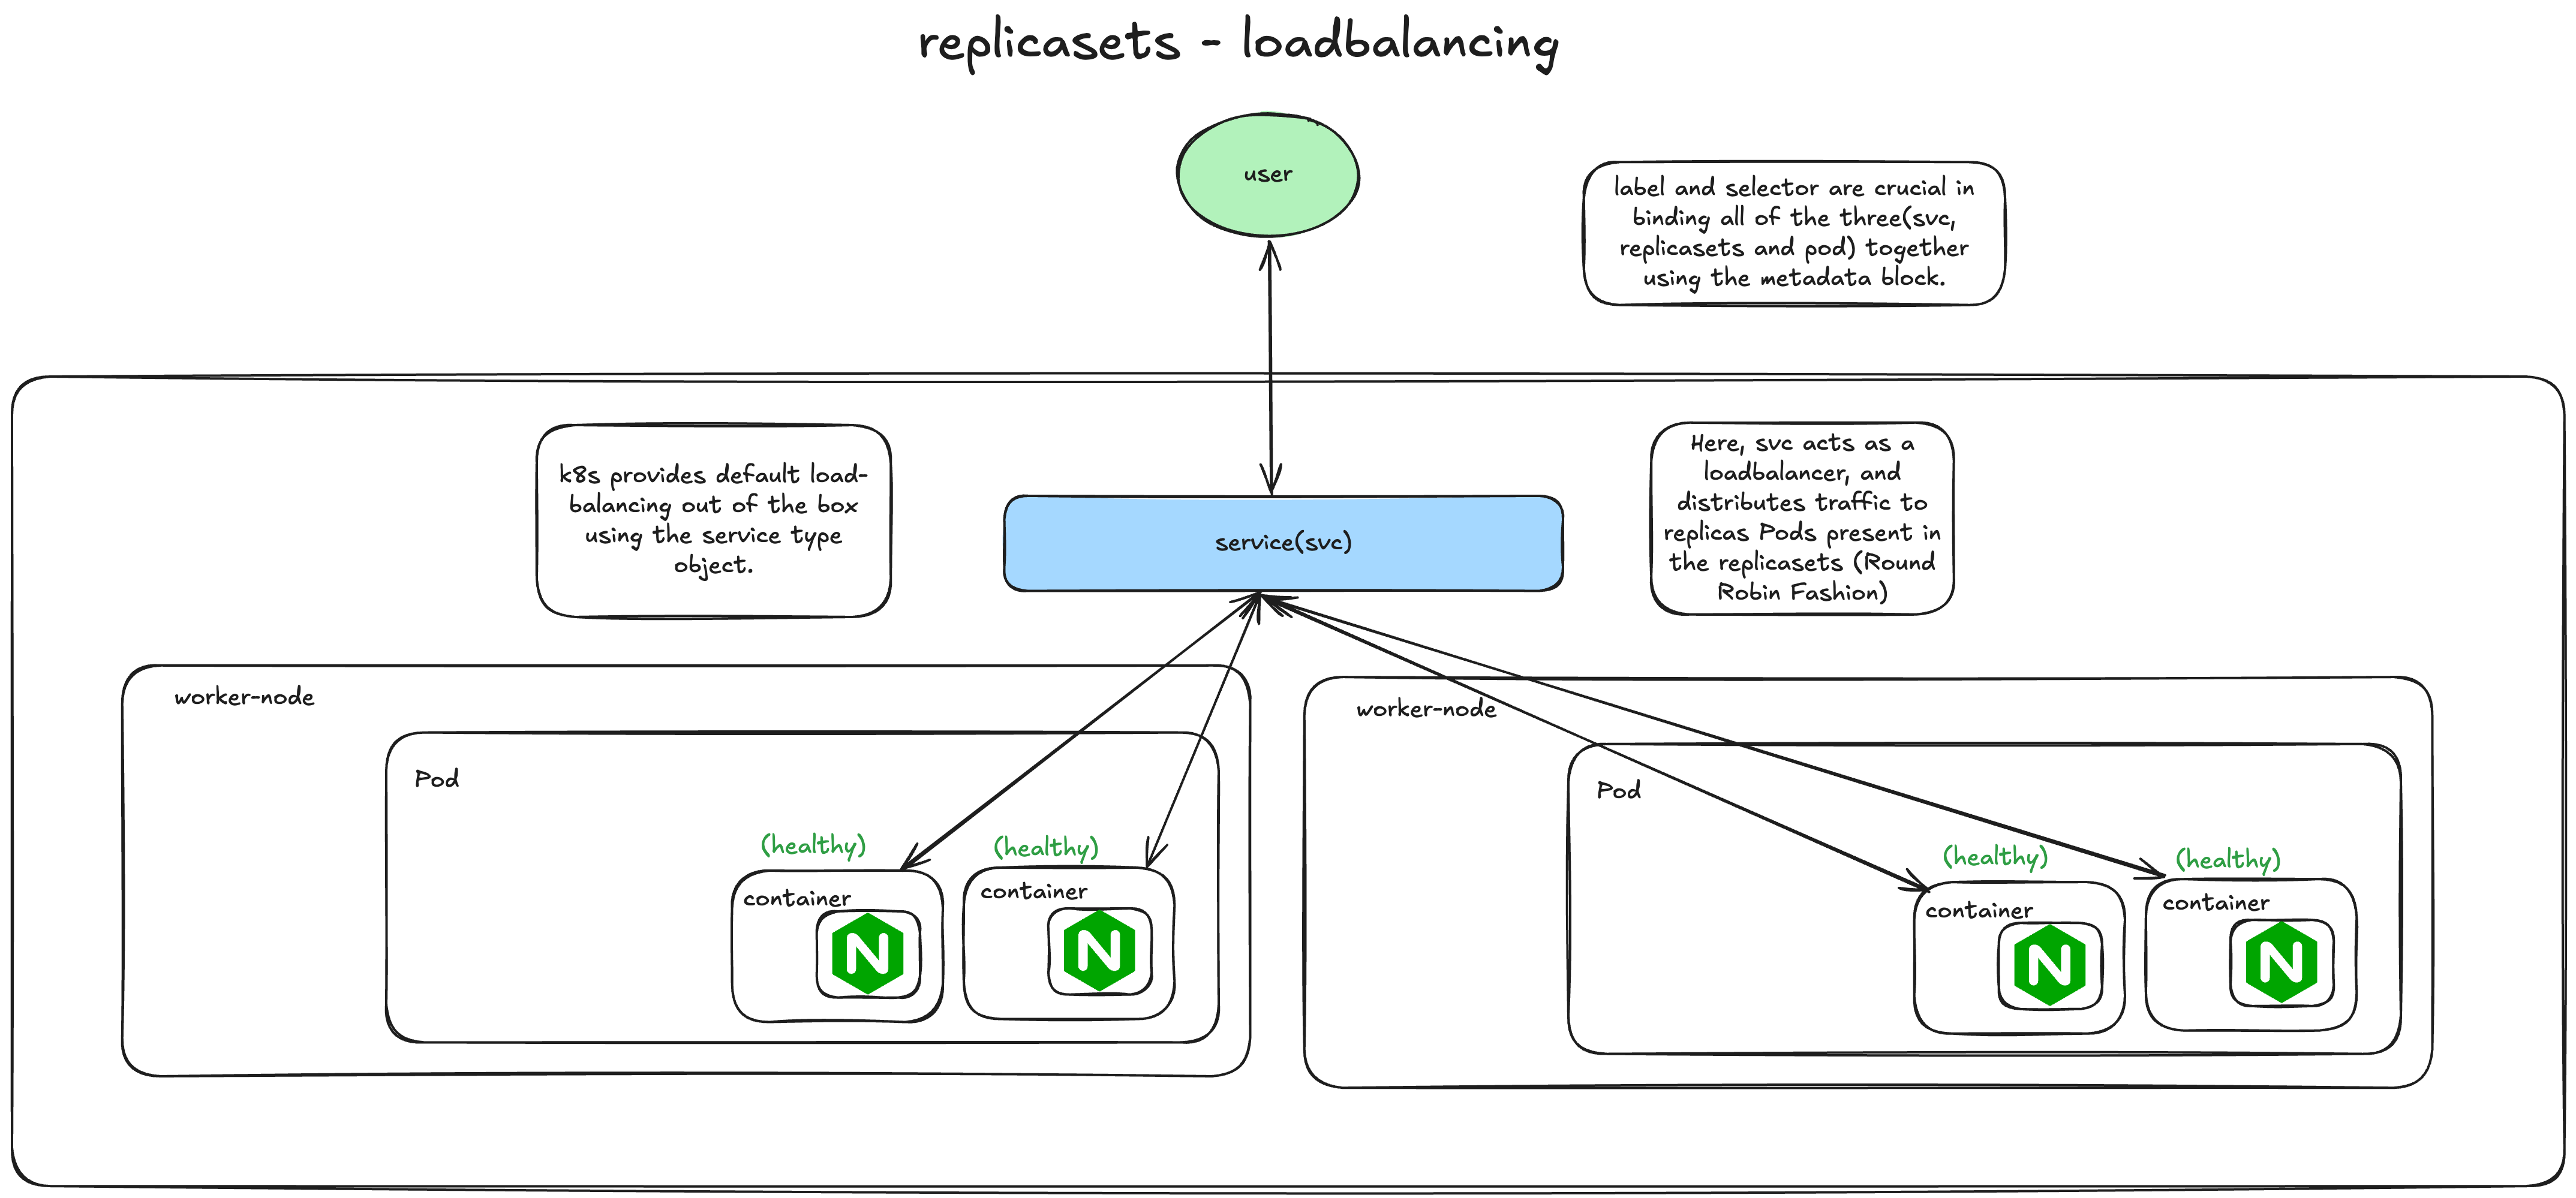 replicasets - loadbalancing
user
label and selector are crucial in
binding all of the three(svc,
replicasets and pod) together
using the metadata block.
k8s provides default load-
balancing out of the box
using the service type
object.
service(svc)
Here, svc acts as a
loadbalancer, and
distributes traffic to
replicas Pods present in
the replicasets (Round
Robin Fashion)
worker-node
Pod
(healthy)
(healthy)
container
container
N
N
worker-node
Pod
(healthy)
(healthy)
container
container
N
N